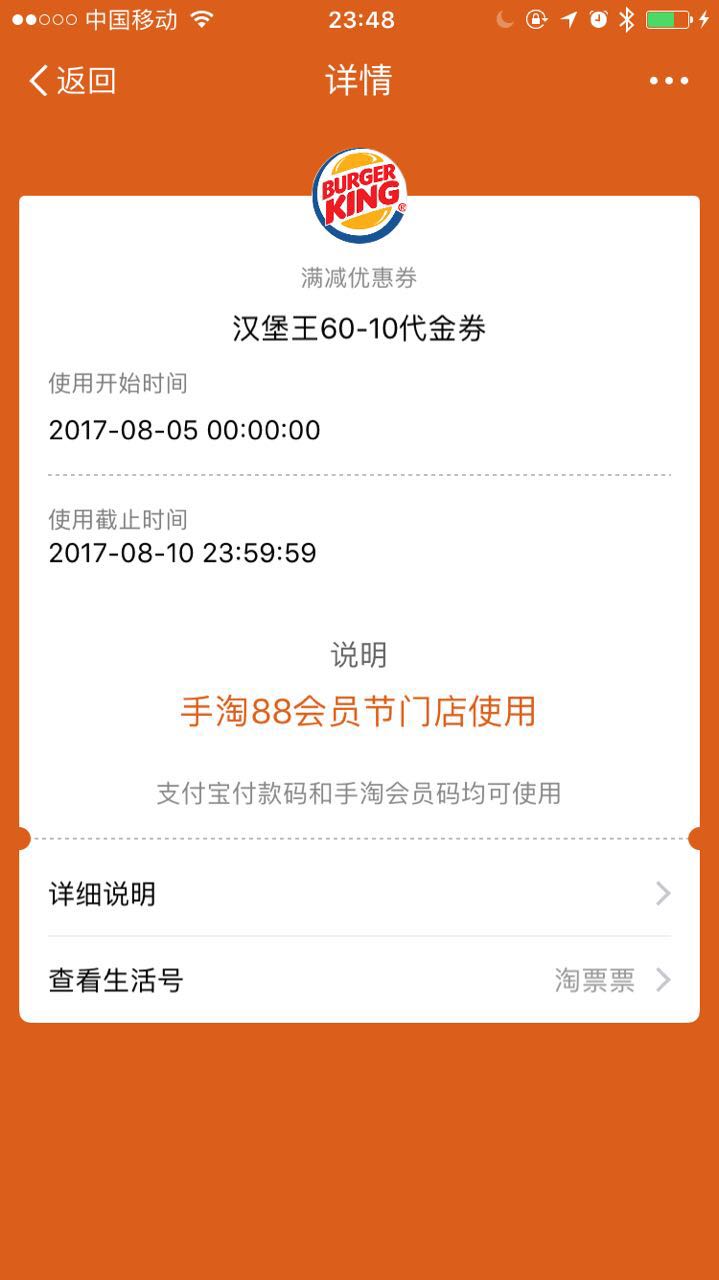 中国移动
23:48
返回
详情
BURGER
KING®
满减优惠券
汉堡王60-10代金券
使用开始时间
2017-08-05 00:00:00
使用截止时间
2017-08-10 23:59:59
说明
手淘88会员节门店使用
支付宝付款码和手淘会员码均可使用
详细说明
查看生活号 淘票票